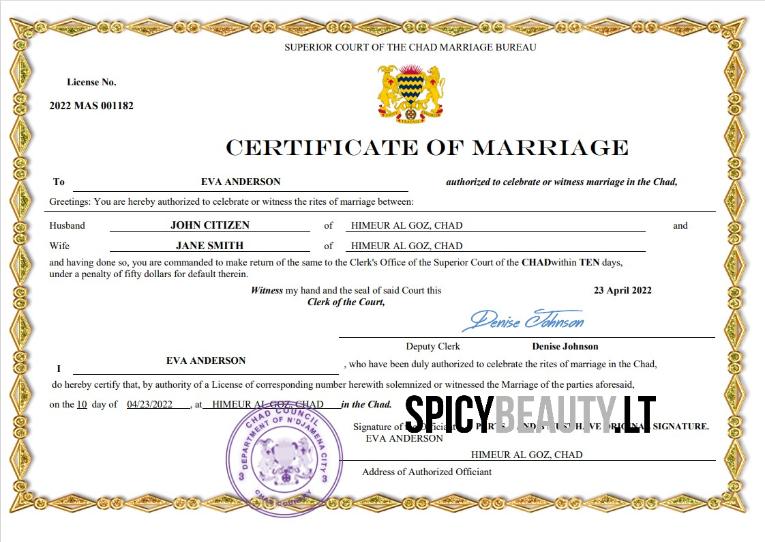 SUPERIOR COURT OF THE CHAD MARRIAGE BUREAU
License No.
2022 MAS 001182
CERTIFICATE OF MARRIAGE
To EVA ANDERSON authorized to celebrate or witness marriage in the Chad,
Greetings: You are hereby authorized to celebrate or witness the rites of marriage between:
Husband JOHN CITIZEN of HIMEUR AL GOZ, CHAD and
Wife JANE SMITH of HIMEUR AL GOZ, CHAD
and having done so, you are commanded to make return of the same to the Clerk's Office of the Superior Court of the CHADwithin TEN days,
under a penalty of fifty dollars for default therein.
Witness my hand and the seal of said Court this 23 April 2022
Clerk of the Court,
Denise Johnson
Deputy Clerk Denise Johnson
I EVA ANDERSON , who have been duly authorized to celebrate the rites of marriage in the Chad,
do hereby certify that, by authority of a License of corresponding number herewith solemnized or witnessed the Marriage of the parties aforesaid,
on the 10 day of 04/23/2022 , at HIMEUR AL GOZ, CHAD in the Chad.
SPICYBEAUTY.LT
Signature of SIGNATURE.
EVA ANDERSON
HIMEUR AL GOZ, CHAD
Address of Authorized Officiant
CHAD COUNCIL
DEPARTMENT OF N'DJAMENA CITY
CHAD COUNTRY